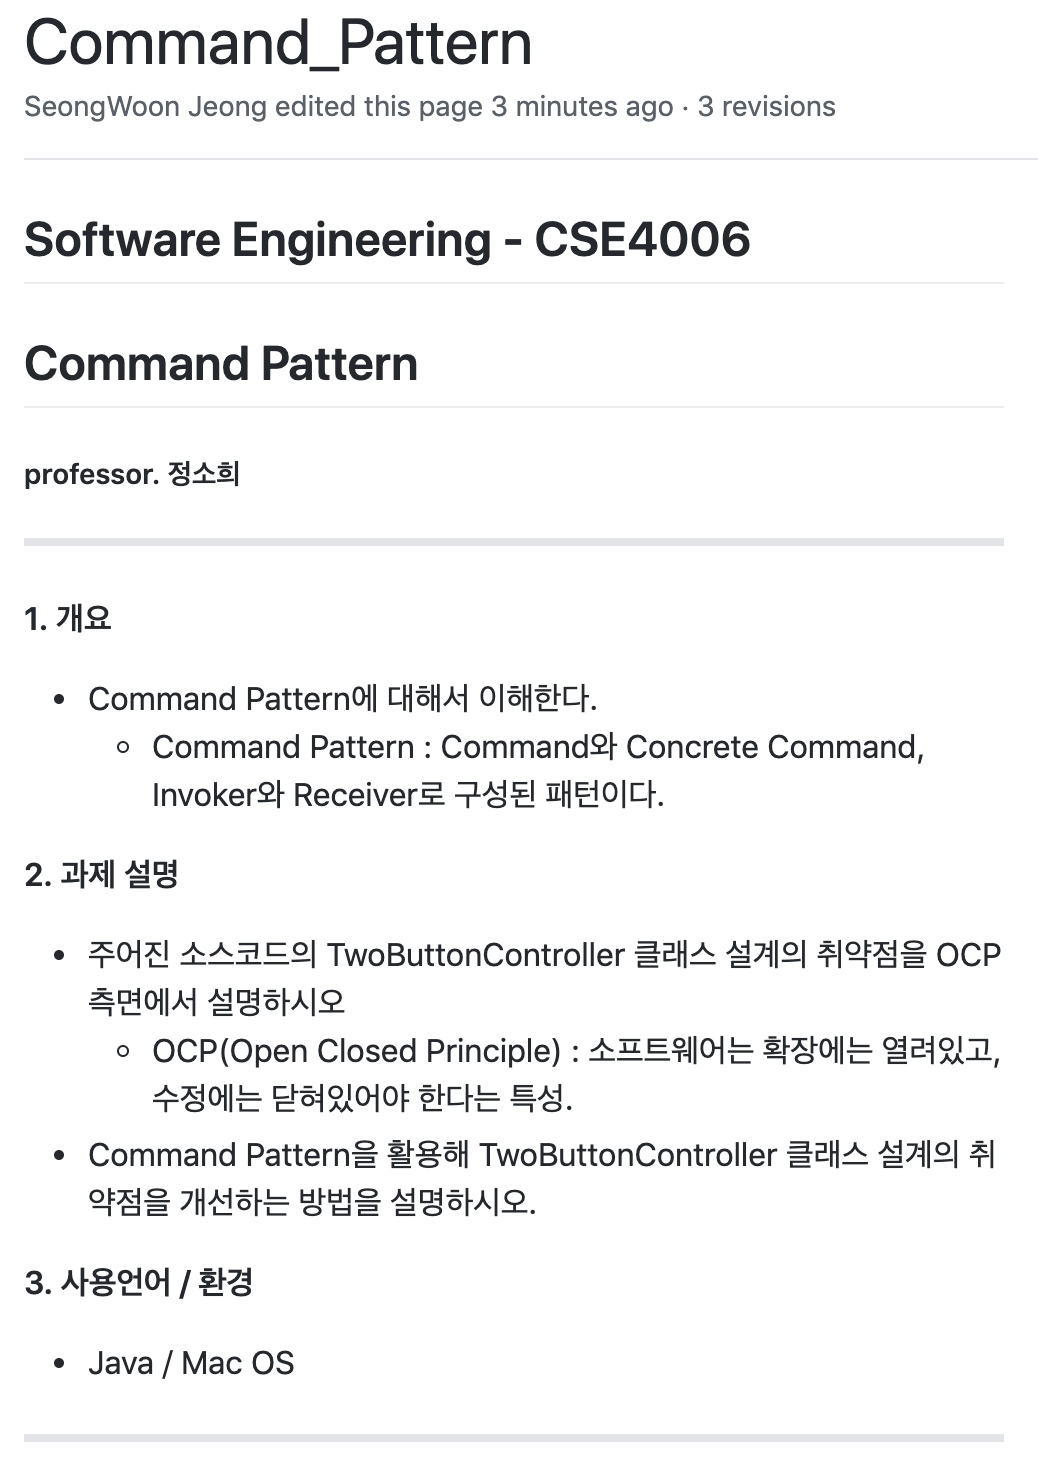 Command_Pattern
SeongWoon Jeong edited this page 3 minutes ago · 3 revisions
Software Engineering - CSE4006
Command Pattern
professor. 정소희
1. 개요
• Command Pattern에 대해서 이해한다.
◦ Command Pattern : Command와 Concrete Command,
Invoker와 Receiver로 구성된 패턴이다.
2. 과제 설명
• 주어진 소스코드의 TwoButtonController 클래스 설계의 취약점을 OCP
측면에서 설명하시오
◦ OCP(Open Closed Principle) : 소프트웨어는 확장에는 열려있고,
수정에는 닫혀있어야 한다는 특성.
• Command Pattern을 활용해 TwoButtonController 클래스 설계의 취
약점을 개선하는 방법을 설명하시오.
3. 사용언어 / 환경
• Java / Mac OS